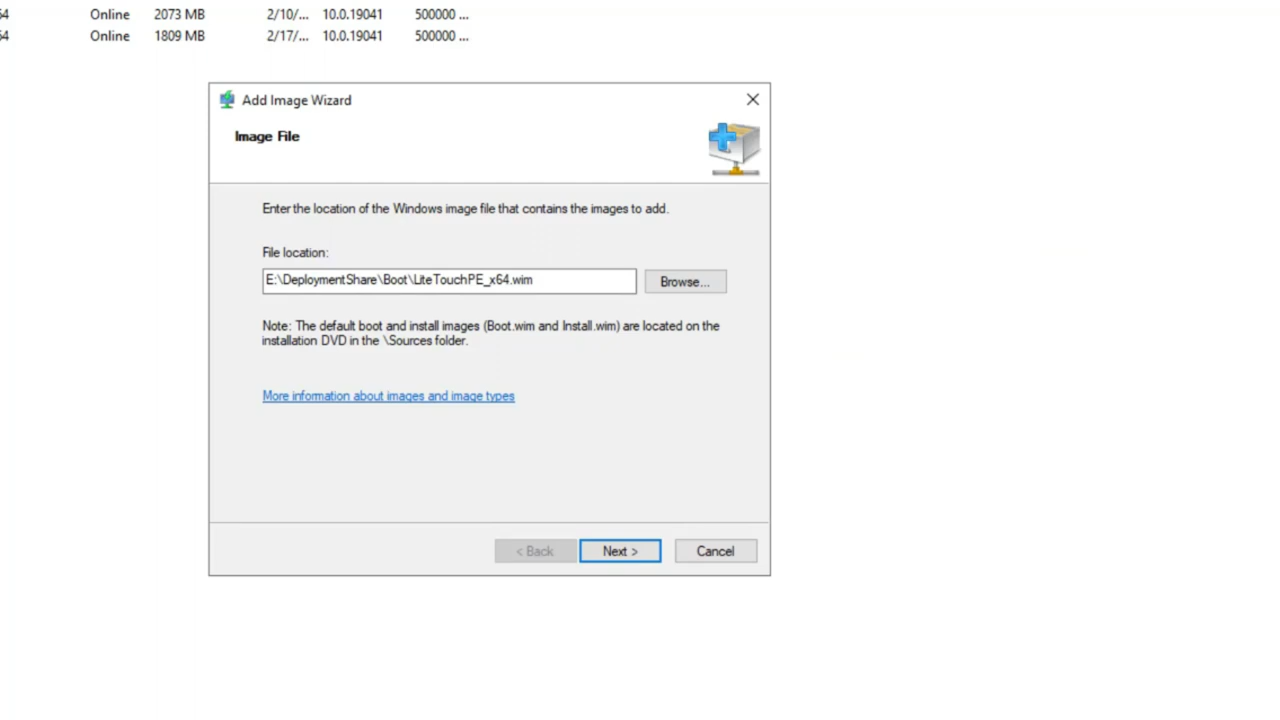 64 Online 2073 MB 2/10/... 10.0.19041 500000 ...
64 Online 1809 MB 2/17/... 10.0.19041 500000 ...
Add Image Wizard
Image File
Enter the location of the Windows image file that contains the images to add.
File location:
E:\DeploymentShare\Boot\LiteTouchPE_x64.wim
Browse...
Note: The default boot and install images (Boot.wim and Install.wim) are located on the
installation DVD in the \Sources folder.
More information about images and image types
< Back Next > Cancel